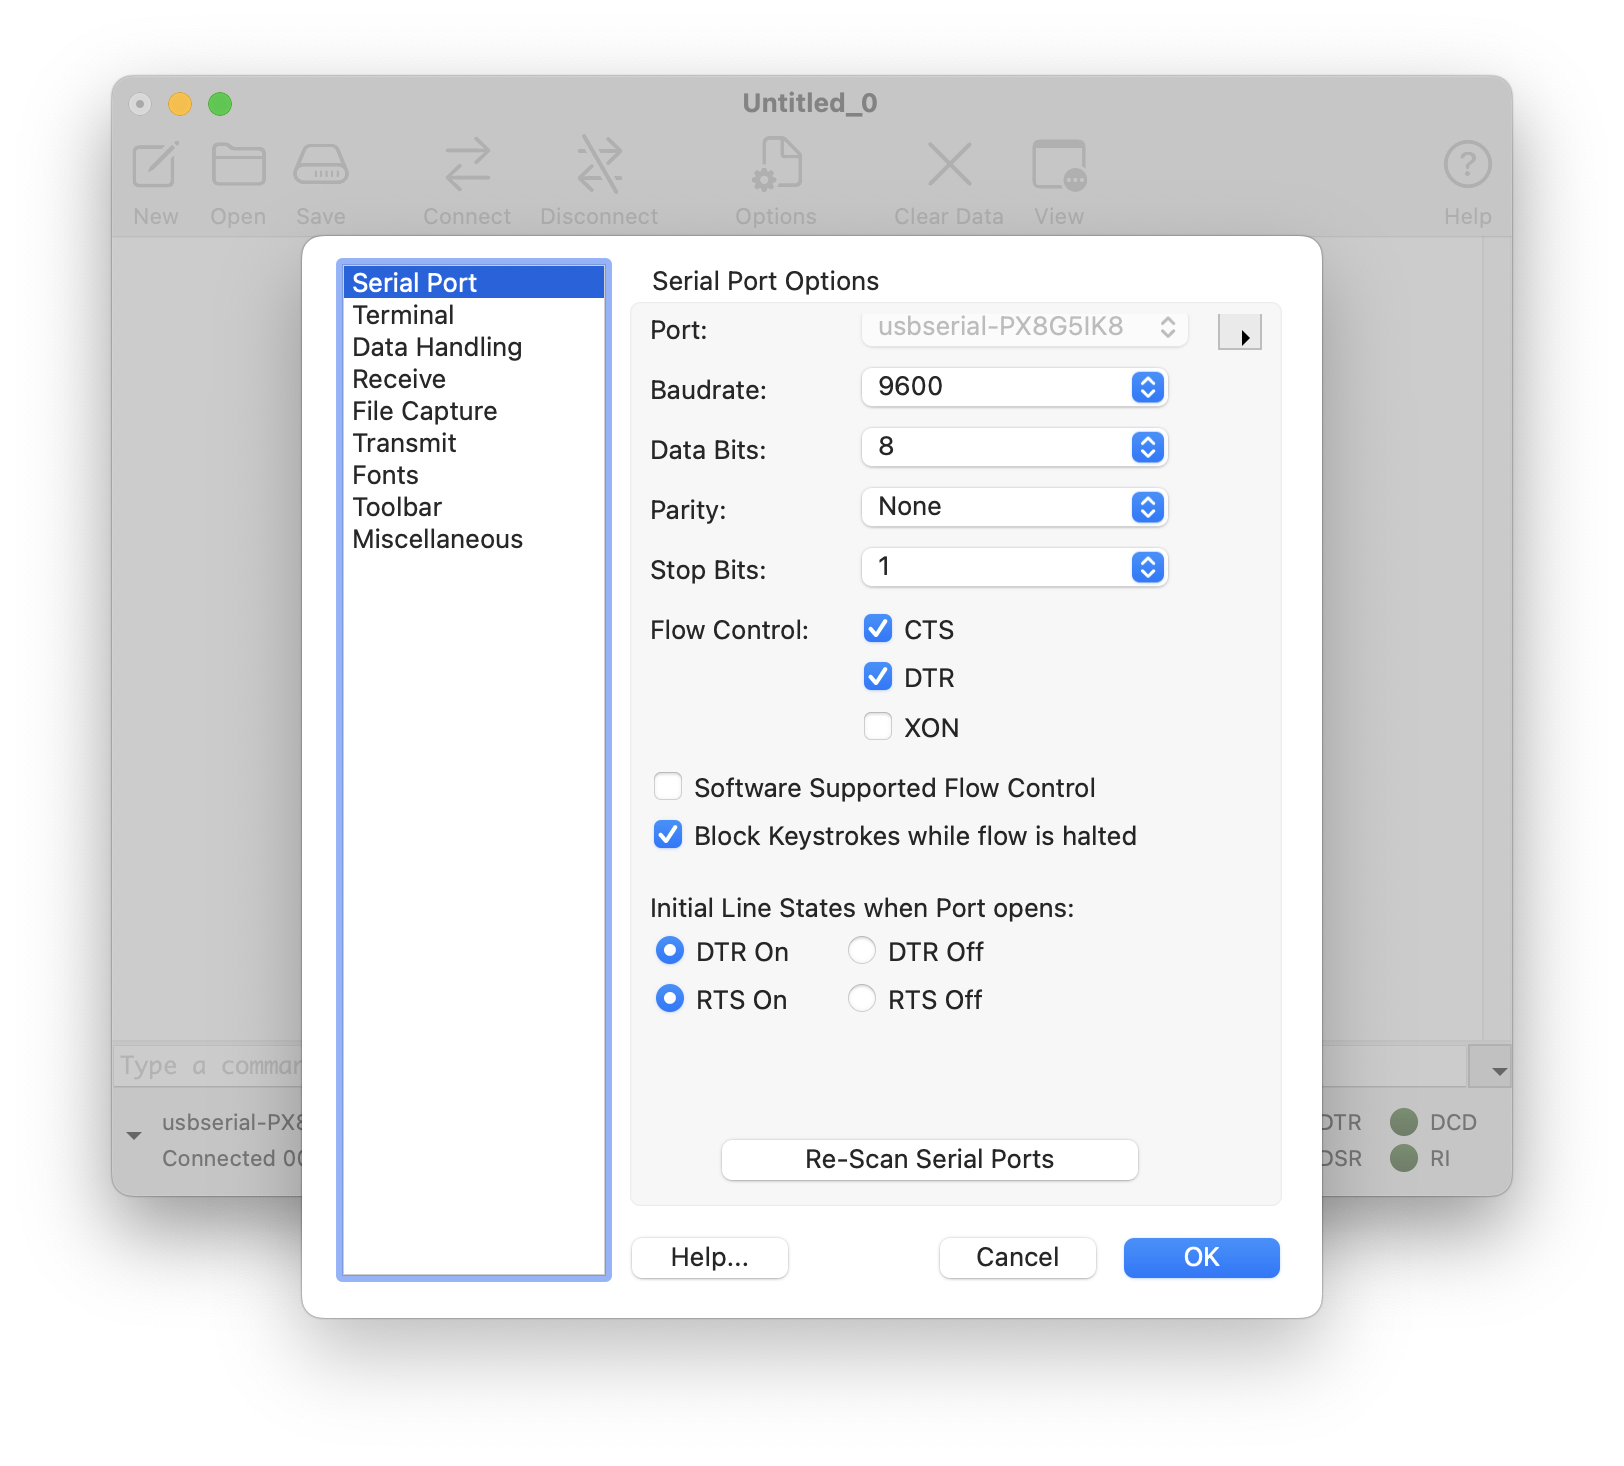 Untitled_0
New Open Save Connect Disconnect Options Clear Data View Help
Serial Port
Terminal
Data Handling
Receive
File Capture
Transmit
Fonts
Toolbar
Miscellaneous
Serial Port Options
Port: usbserial-PX8G5IK8
Baudrate: 9600
Data Bits: 8
Parity: None
Stop Bits: 1
Flow Control: CTS
DTR
XON
Software Supported Flow Control
Block Keystrokes while flow is halted
Initial Line States when Port opens:
DTR On DTR Off
RTS On RTS Off
Re-Scan Serial Ports
Help... Cancel OK
Type a comman
usbserial-PX8
Connected 00
DTR DCD
DSR RI